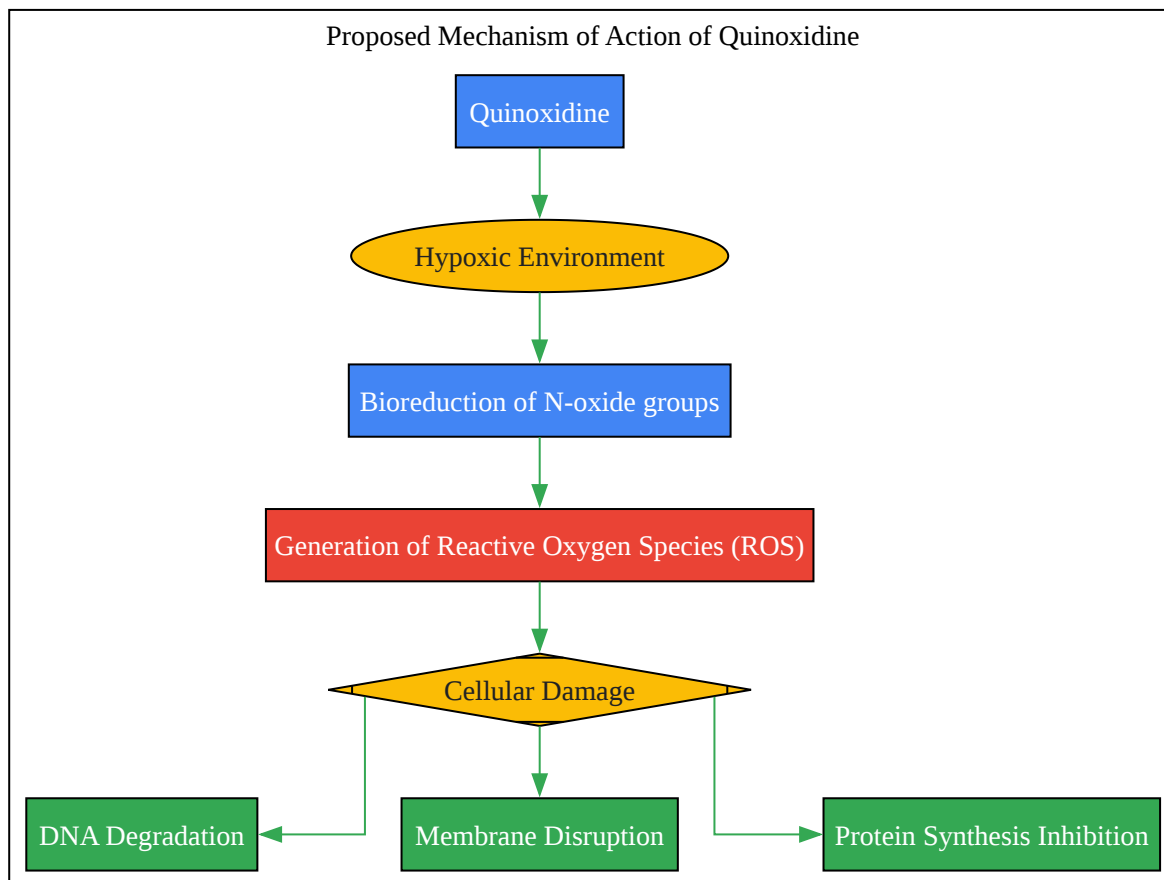 Proposed Mechanism of Action of Quinoxidine
Quinoxidine
Hypoxic Environment
Bioreduction of N-oxide groups
Generation of Reactive Oxygen Species (ROS)
Cellular Damage
DNA Degradation
Membrane Disruption
Protein Synthesis Inhibition